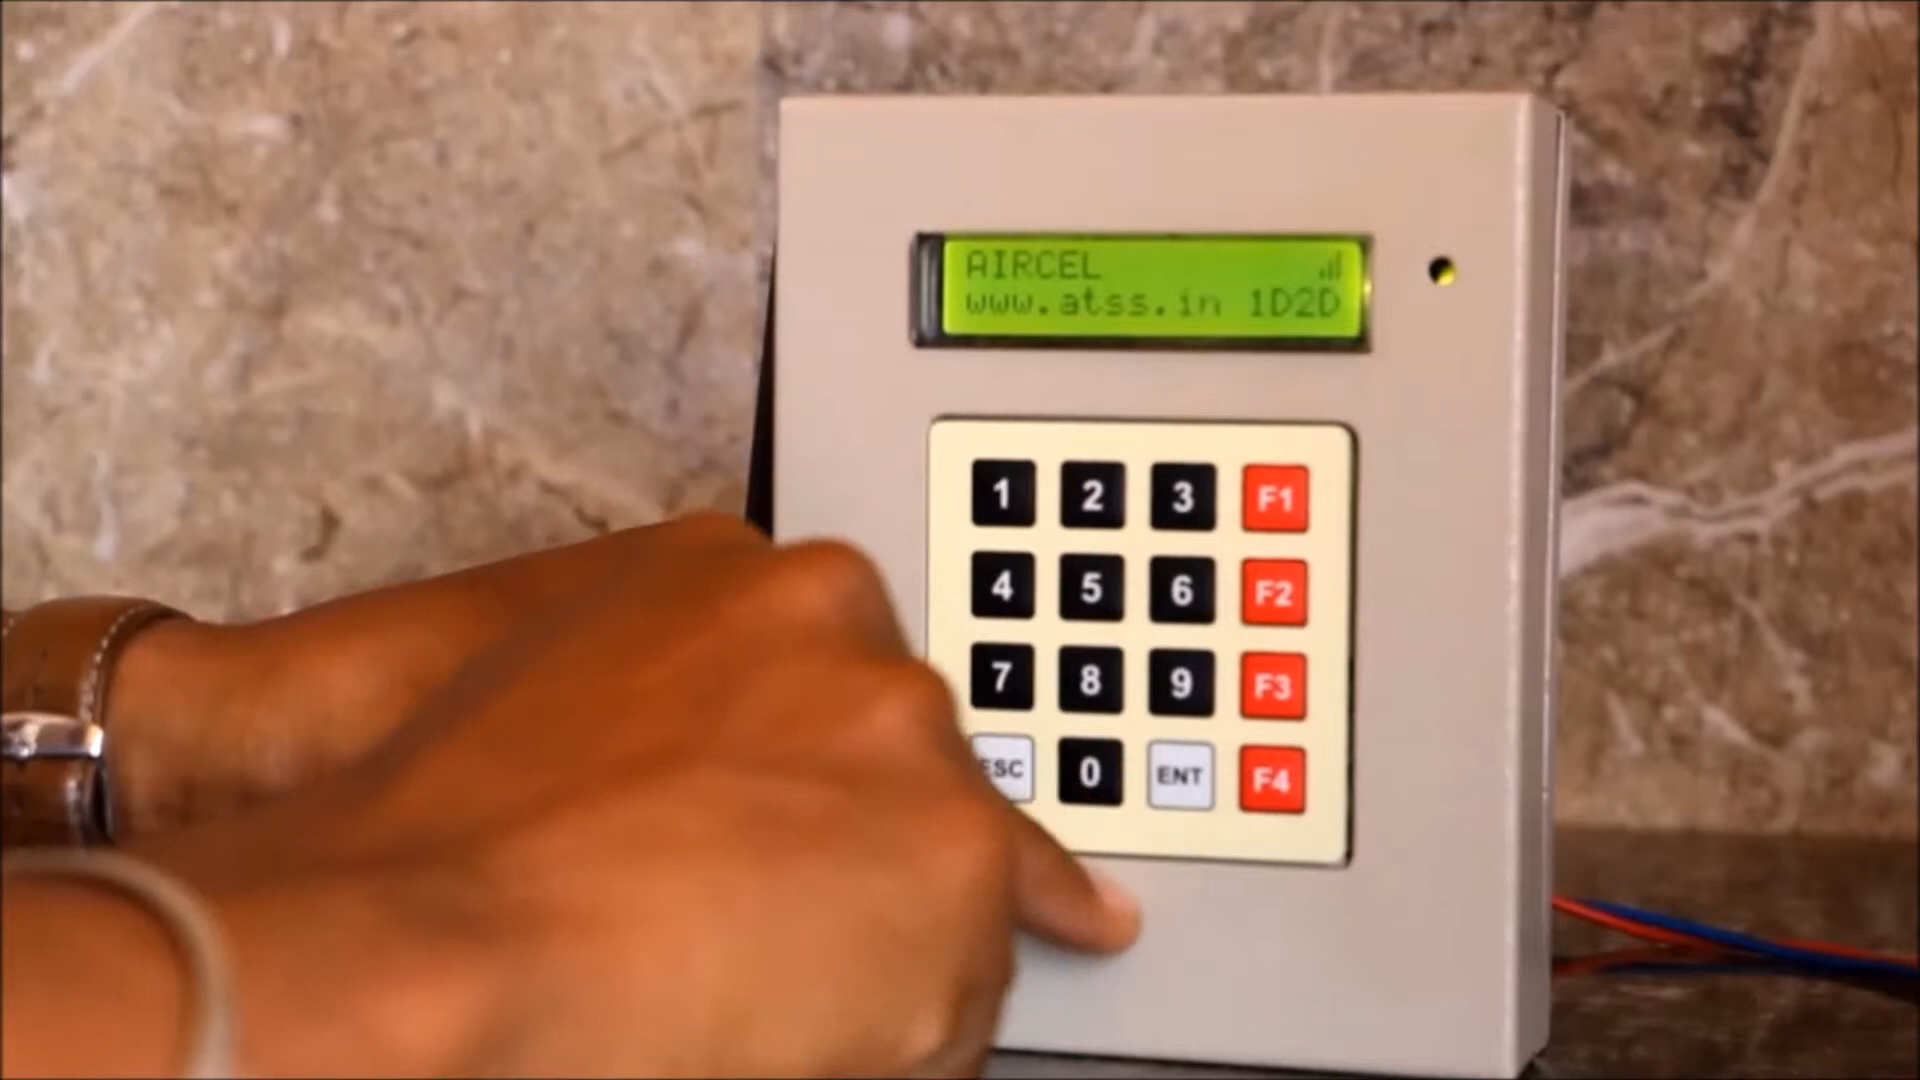 AIRCEL
www.atss.in 1D2D
1 2 3 F1
4 5 6 F2
7 8 9 F3
ESC 0 ENT F4